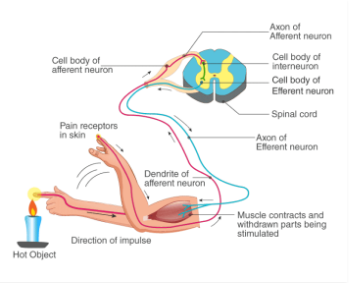 Axon of
Afferent neuron
Cell body of
afferent neuron
Cell body of
interneuron
Cell body of
Efferent neuron
Spinal cord
Pain receptors
in skin
Axon of
Efferent neuron
Dendrite of
afferent neuron
Muscle contracts and
withdrawn parts being
stimulated
Direction of impulse
Hot Object